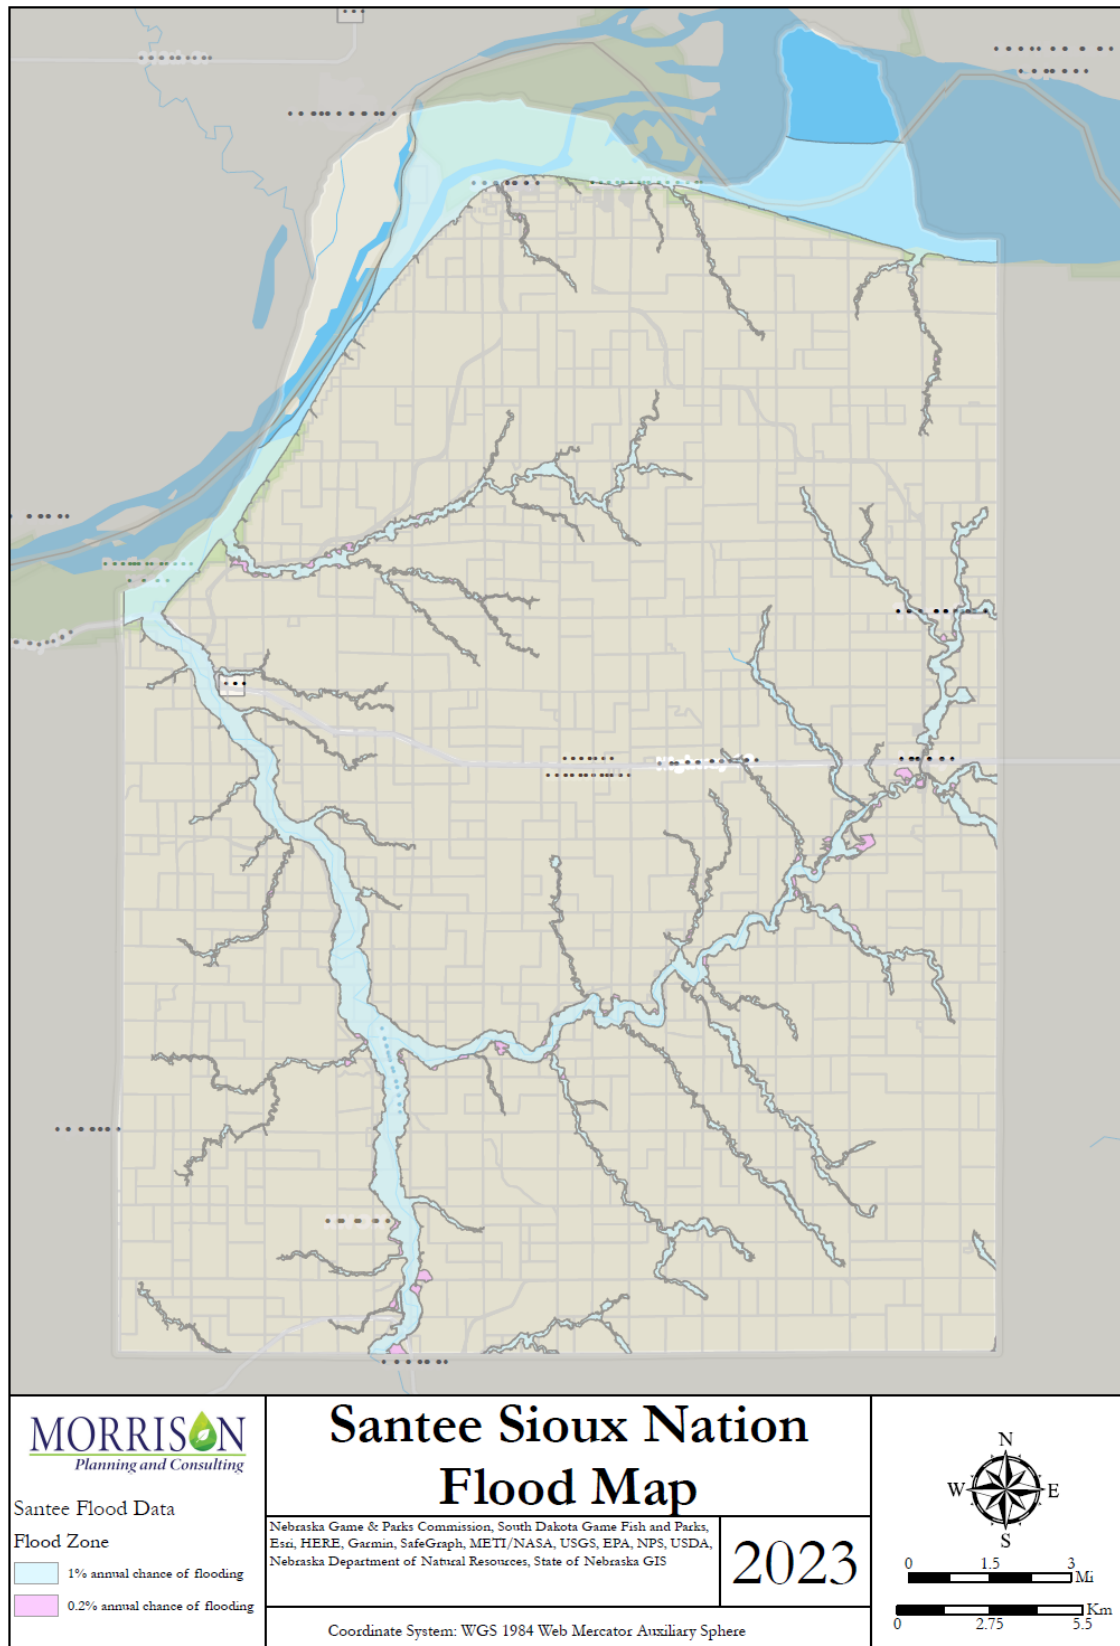 MORRISON
Planning and Consulting
Santee Flood Data
Flood Zone
1% annual chance of flooding
0.2% annual chance of flooding
Santee Sioux Nation
Flood Map
Nebraska Game & Parks Commission, South Dakota Game Fish and Parks,
Esri, HERE, Garmin, SafeGraph, METI/NASA, USGS, EPA, NPS, USDA,
Nebraska Department of Natural Resources, State of Nebraska GIS
2023
Coordinate System: WGS 1984 Web Mercator Auxiliary Sphere
N
W E
S
0 1.5 3
Mi
Km
0 2.75 5.5